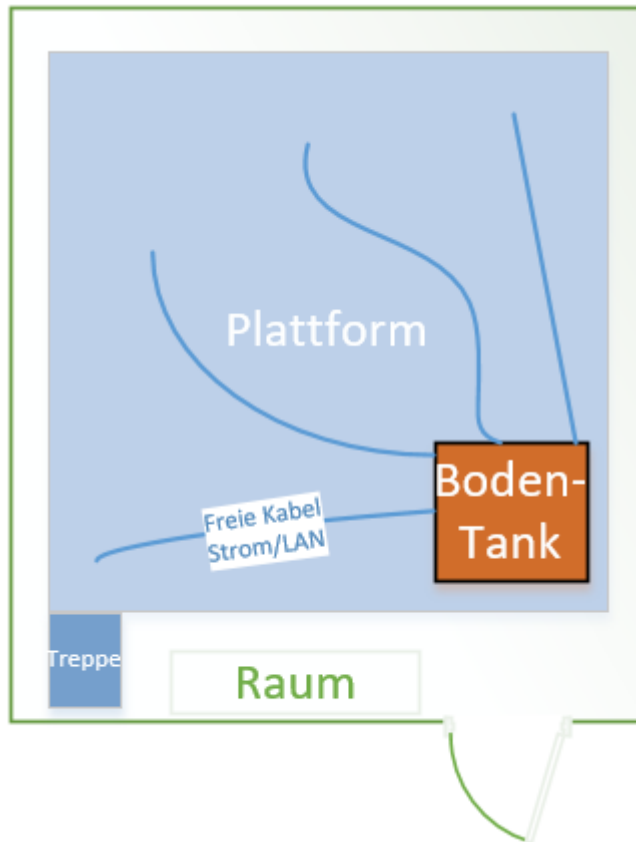 Plattform
Boden-
Tank
Freie Kabel
Strom/LAN
Treppe
Raum